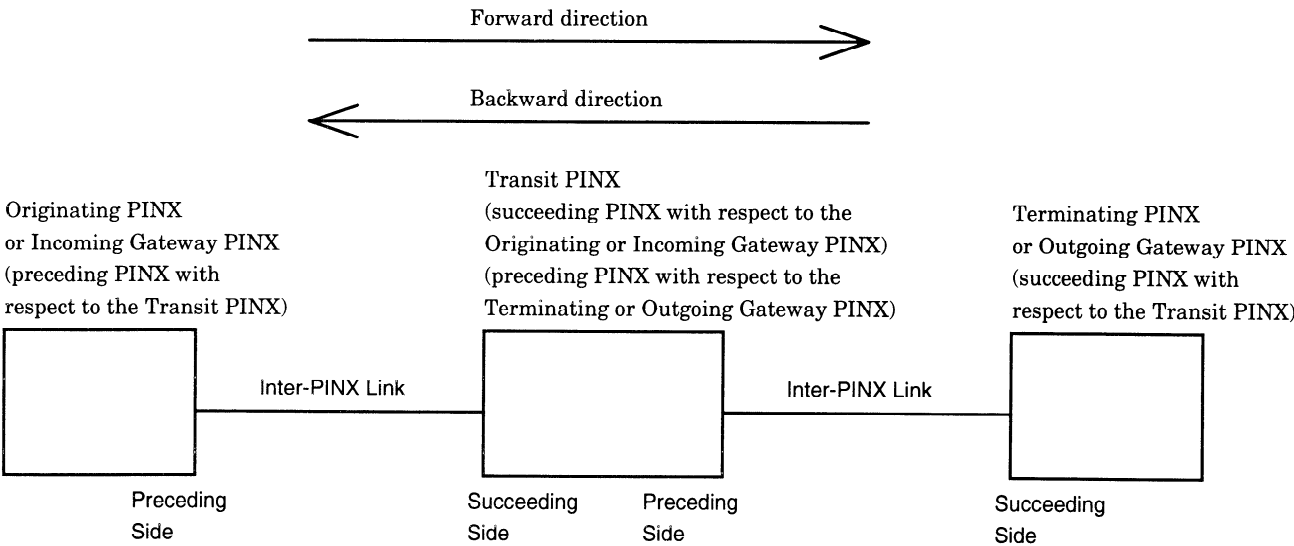 Forward direction
Backward direction
Originating PINX
or Incoming Gateway PINX
(preceding PINX with
respect to the Transit PINX)
Transit PINX
(succeeding PINX with respect to the
Originating or Incoming Gateway PINX)
(preceding PINX with respect to the
Terminating or Outgoing Gateway PINX)
Terminating PINX
or Outgoing Gateway PINX
(succeeding PINX with
respect to the Transit PINX)
Inter-PINX Link
Inter-PINX Link
Preceding
Side
Succeeding
Side
Preceding
Side
Succeeding
Side